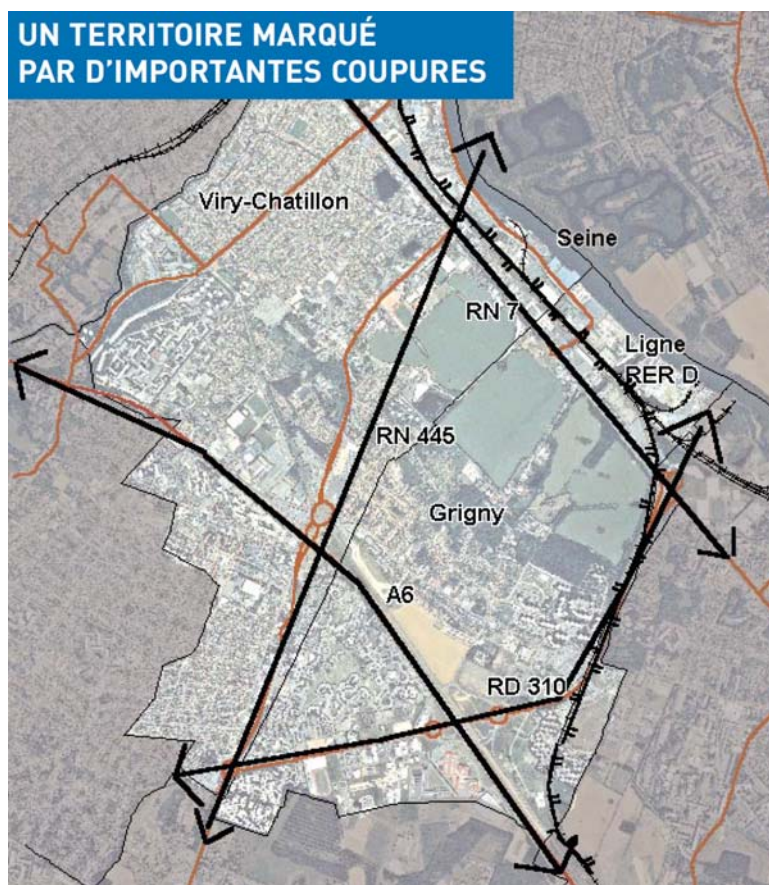 UN TERRITOIRE MARQUÉ
PAR D'IMPORTANTES COUPURES
Viry-Chatillon
Seine
RN 7
Ligne
RER D
RN 445
Grigny
A6
RD 310